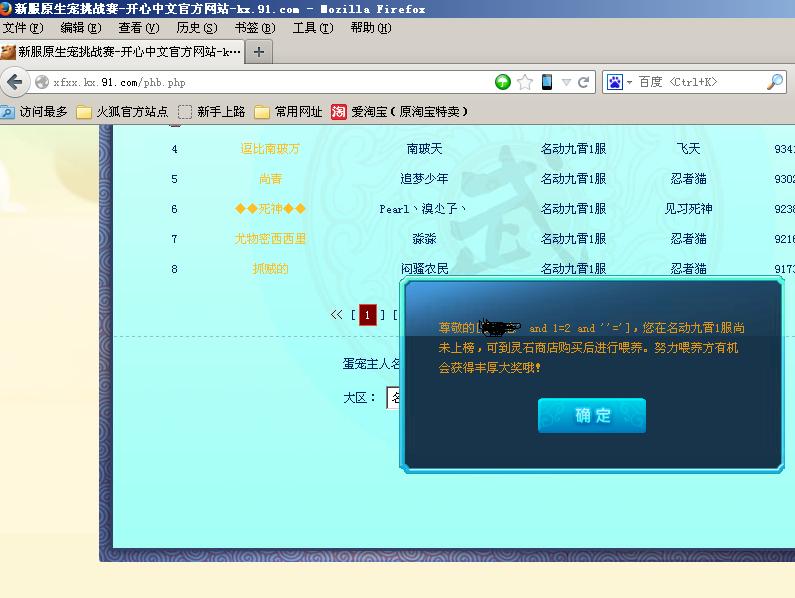 新服原生宠挑战赛-开心中文官方网站-kx.91.com - Mozilla Firefox
文件(F) 编辑(E) 查看(V) 历史(S) 书签(B) 工具(T) 帮助(H)
新服原生宠挑战赛-开心中文官方网站-k... +
xfxx.kx.91.com/phb.php 百度 <Ctrl+K>
访问最多 火狐官方站点 新手上路 常用网址 淘 爱淘宝(原淘宝特卖)
武
4 逗比南破万 南破天 名动九霄1服 飞天 934
5 尚青 追梦少年 名动九霄1服 忍者猫 930
6 ◆◆死神◆◆ 名动九霄1服 见习死神 923
7 尤物密西西里 淼淼 名动九霄1服 忍者猫 921
8 抓贼的 闷骚农民 名动九霄1服 忍者猫 917
<< [ 1 ] [
蛋宠主人名
大区： 名
尊敬的[ and 1=2 and ''='],您在名动九霄1服尚
未上榜，可到灵石商店购买后进行喂养。努力喂养方有机
会获得丰厚大奖哦!
确定